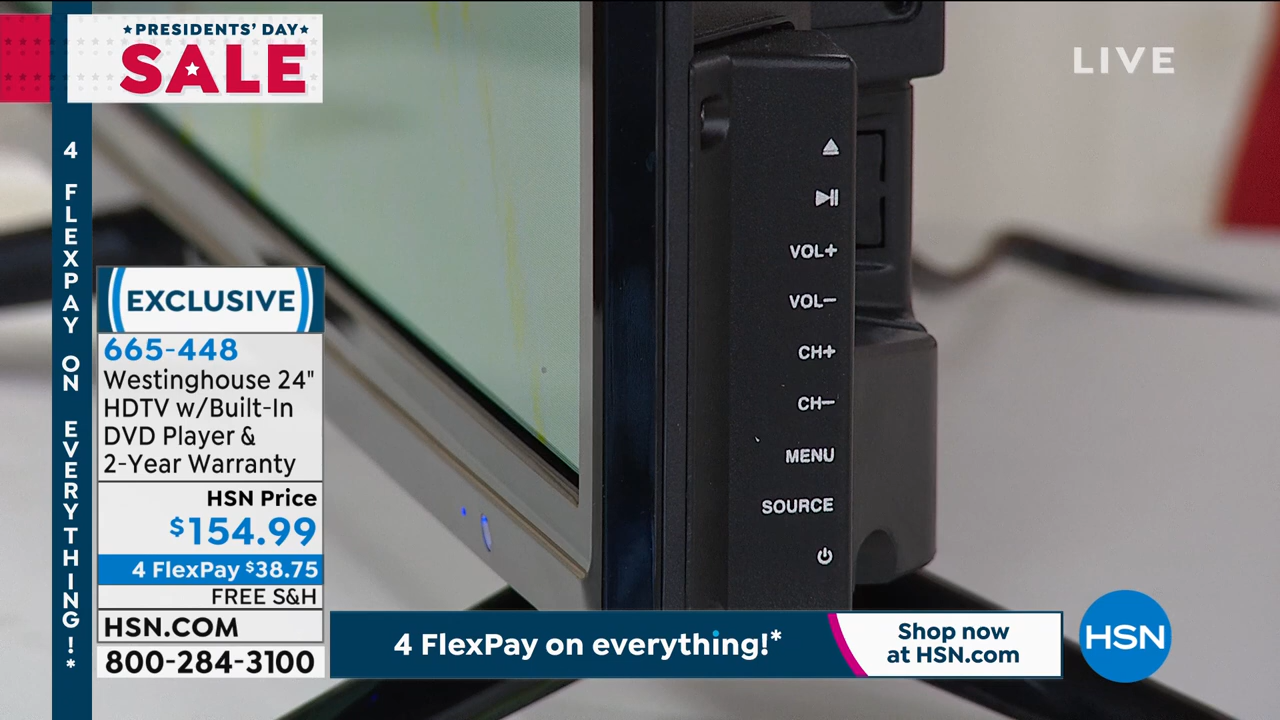 PRESIDENTS' DAY
SALE
LIVE
4 FLEXPAY ON EVERYTHING!*
EXCLUSIVE
665-448
Westinghouse 24"
HDTV w/Built-In
DVD Player &
2-Year Warranty
HSN Price
$154.99
4 FlexPay $38.75
FREE S&H
HSN.COM
800-284-3100
VOL+
VOL-
CH+
CH-
MENU
SOURCE
4 FlexPay on everything!*
Shop now
at HSN.com
HSN